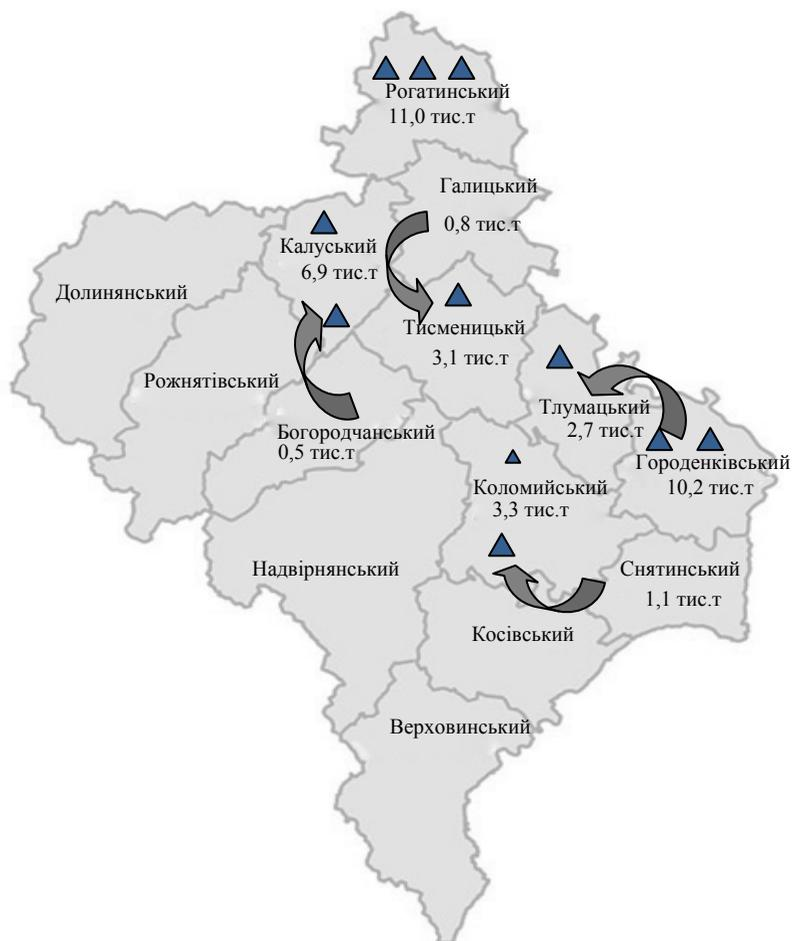 Рогатинський
11,0 тис.т
Галицький
0,8 тис.т
Калуський
6,9 тис.т
Долинянський
Тисменицькй
3,1 тис.т
Рожнятівський
Тлумацький
2,7 тис.т
Богородчанський
0,5 тис.т
Городенківський
10,2 тис.т
Коломийський
3,3 тис.т
Надвірнянський
Снятинський
1,1 тис.т
Косівський
Верховинський